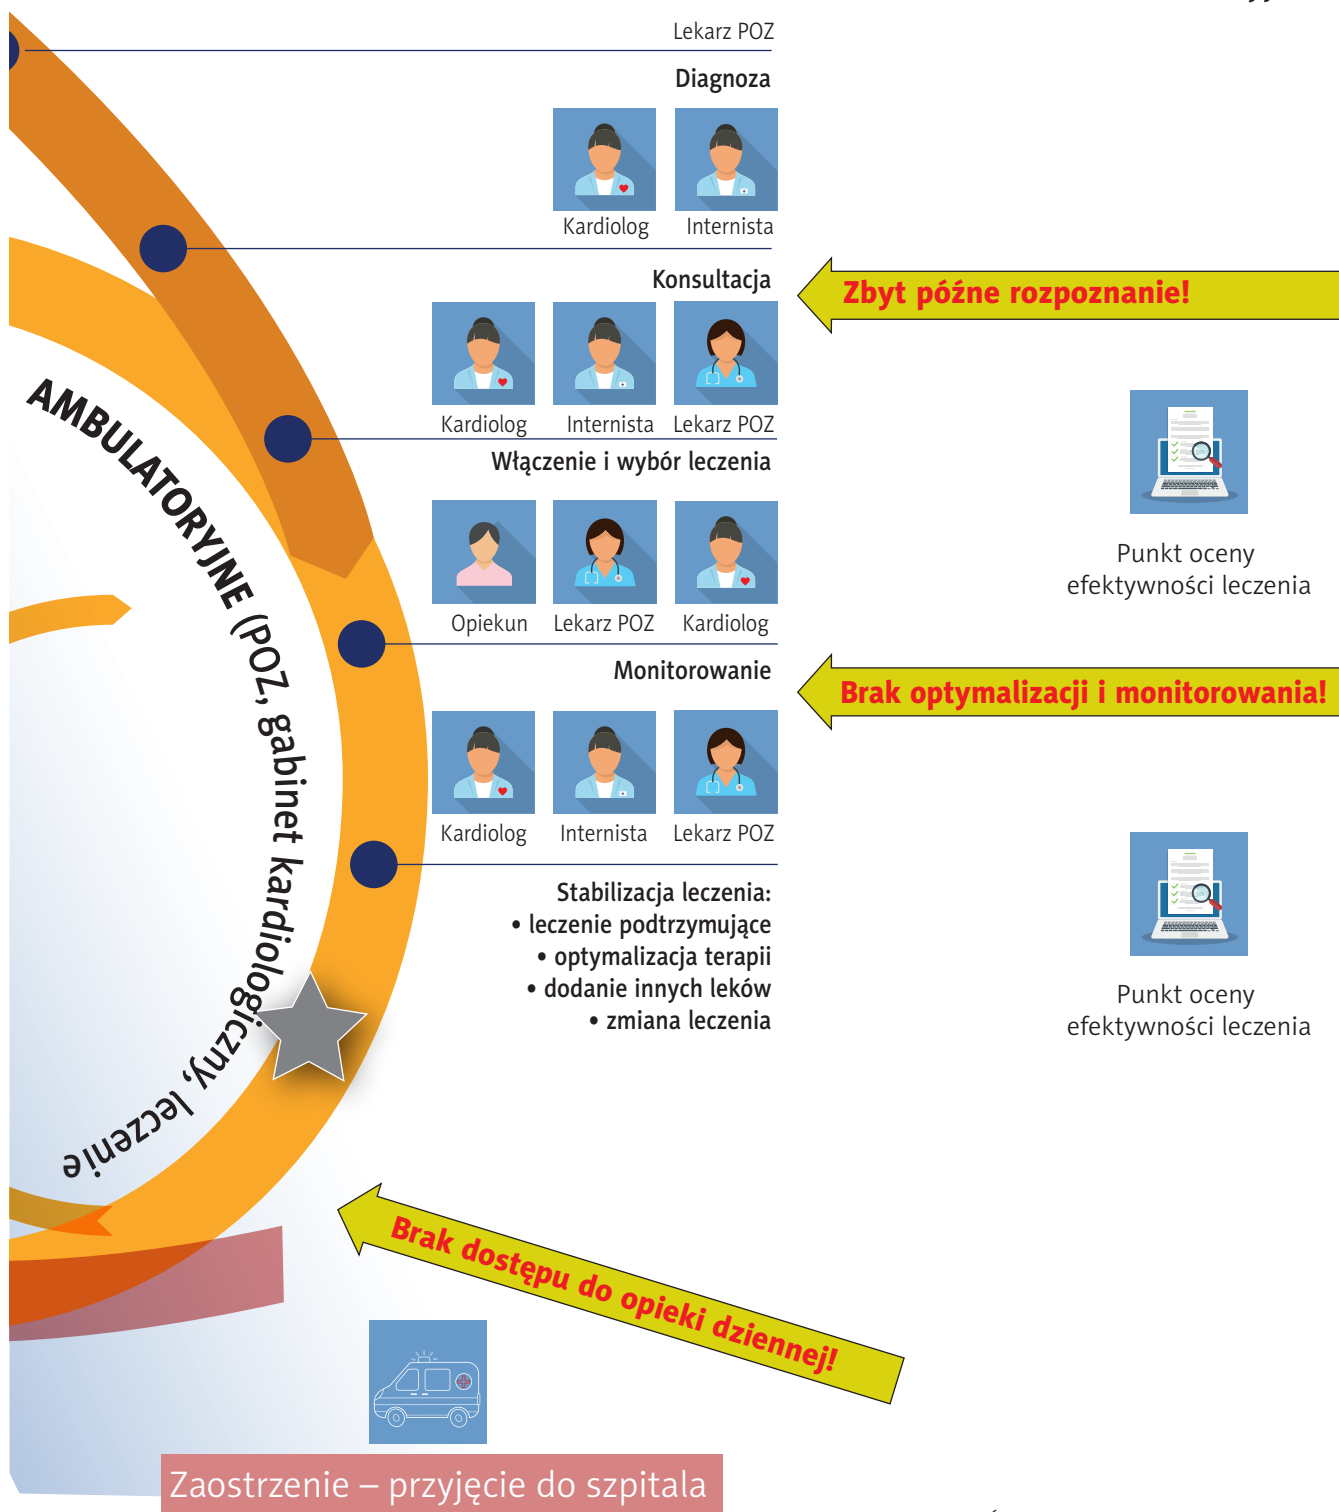 Lekarz POZ
Diagnoza
Kardiolog
Internista
Konsultacja
Zbyt późne rozpoznanie!
Kardiolog
Internista
Lekarz POZ
Włączenie i wybór leczenia
Punkt oceny
efektywności leczenia
Opiekun
Lekarz POZ
Kardiolog
Monitorowanie
Brak optymalizacji i monitorowania!
Kardiolog
Internista
Lekarz POZ
Stabilizacja leczenia:
• leczenie podtrzymujące
• optymalizacja terapii
• dodanie innych leków
• zmiana leczenia
Punkt oceny
efektywności leczenia
AMBULATORYJNE (POZ, gabinet kardiologiczny, leczenie
Brak dostępu do opieki dziennej!
Zaostrzenie – przyjęcie do szpitala